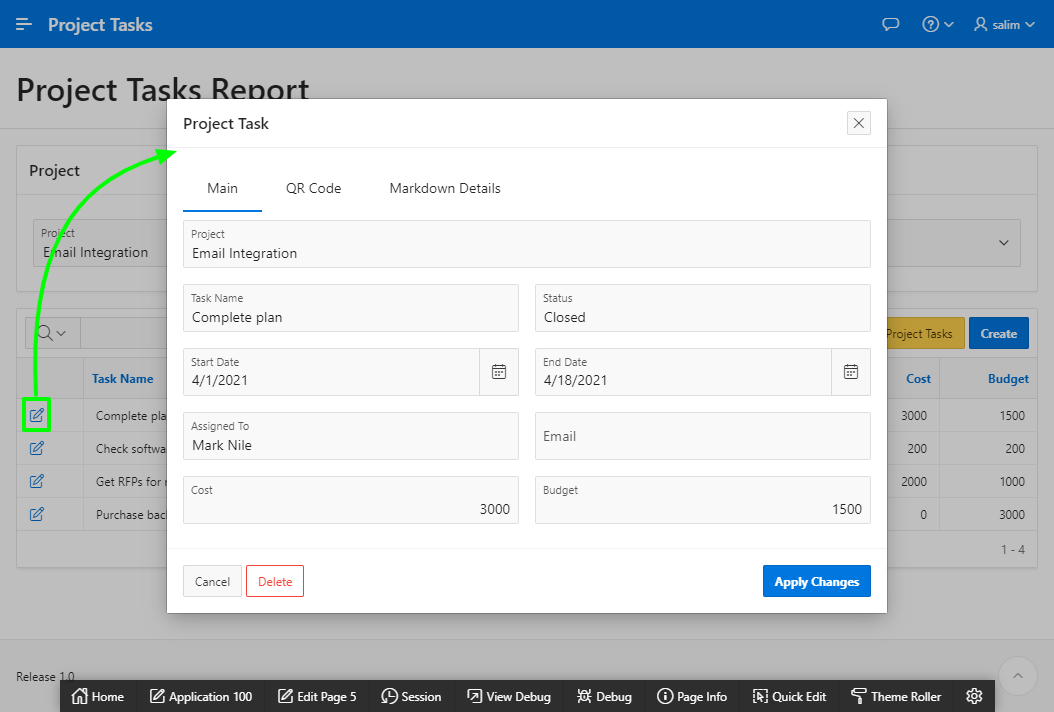 Project Tasks
salim
Project Tasks Report
Project Task
Project
Main QR Code Markdown Details
Project
Email Integration
Project
Email Integration
Task Name
Complete plan
Status
Closed
Project Tasks
Create
Start Date
4/1/2021
End Date
4/18/2021
Task Name Cost Budget
Complete pla 3000 1500
Assigned To
Mark Nile
Email
Check softwa 200 200
Get RFPs for 2000 1000
Cost
3000
Budget
1500
Purchase bac 0 3000
1 - 4
Cancel Delete Apply Changes
Release 1.0
Home Application 100 Edit Page 5 Session View Debug Debug Page Info Quick Edit Theme Roller